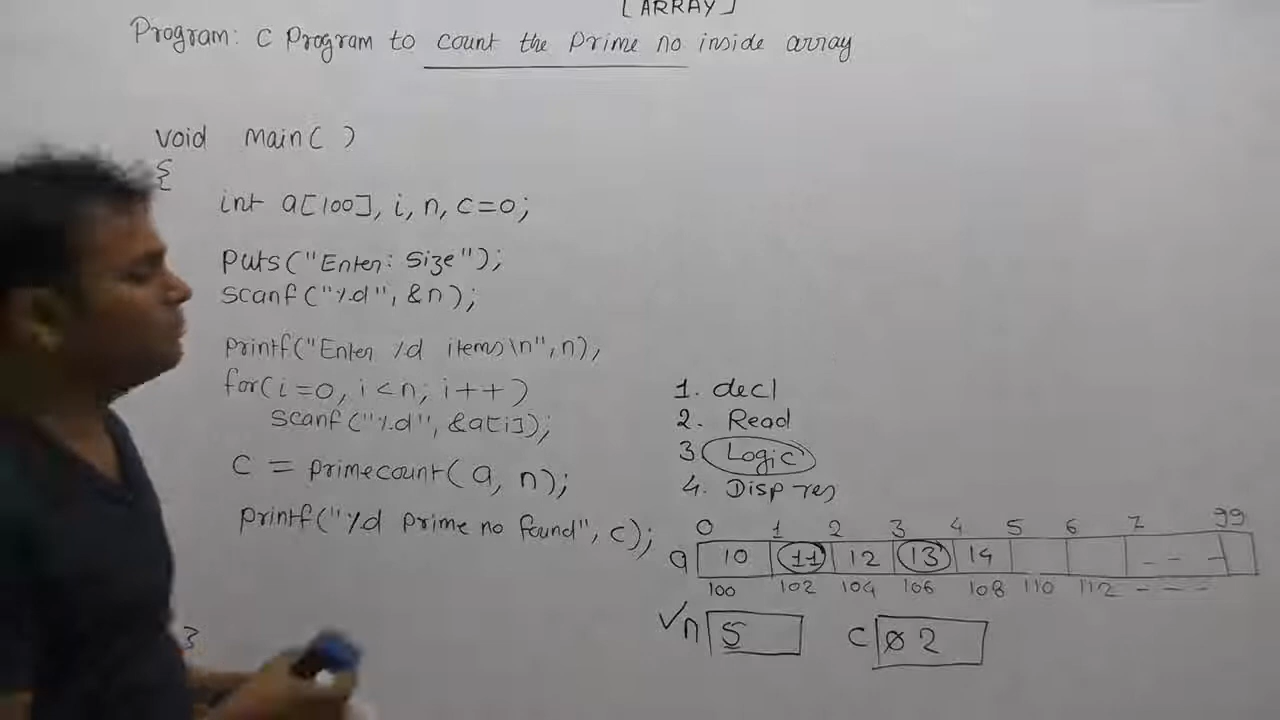 [ARRAY]
Program: C Program to count the Prime no inside array
void main( )
{
int a[100], i, n, c=0;
Puts("Enter: Size");
Scanf("%d", &n);
Printf("Enter %d items\n", n);
for(i=0, i<n; i++)
Scanf("%d", &a[i]);
C = Primecount(a, n);
Printf("%d Prime no found", c);
}
1. decl
2. Read
3 Logic
4. Disp res
0 1 2 3 4 5 6 7 99
a 10 11 12 13 14 - - -
100 102 104 106 108 110 112 - - -
✓n 5 C 0 2